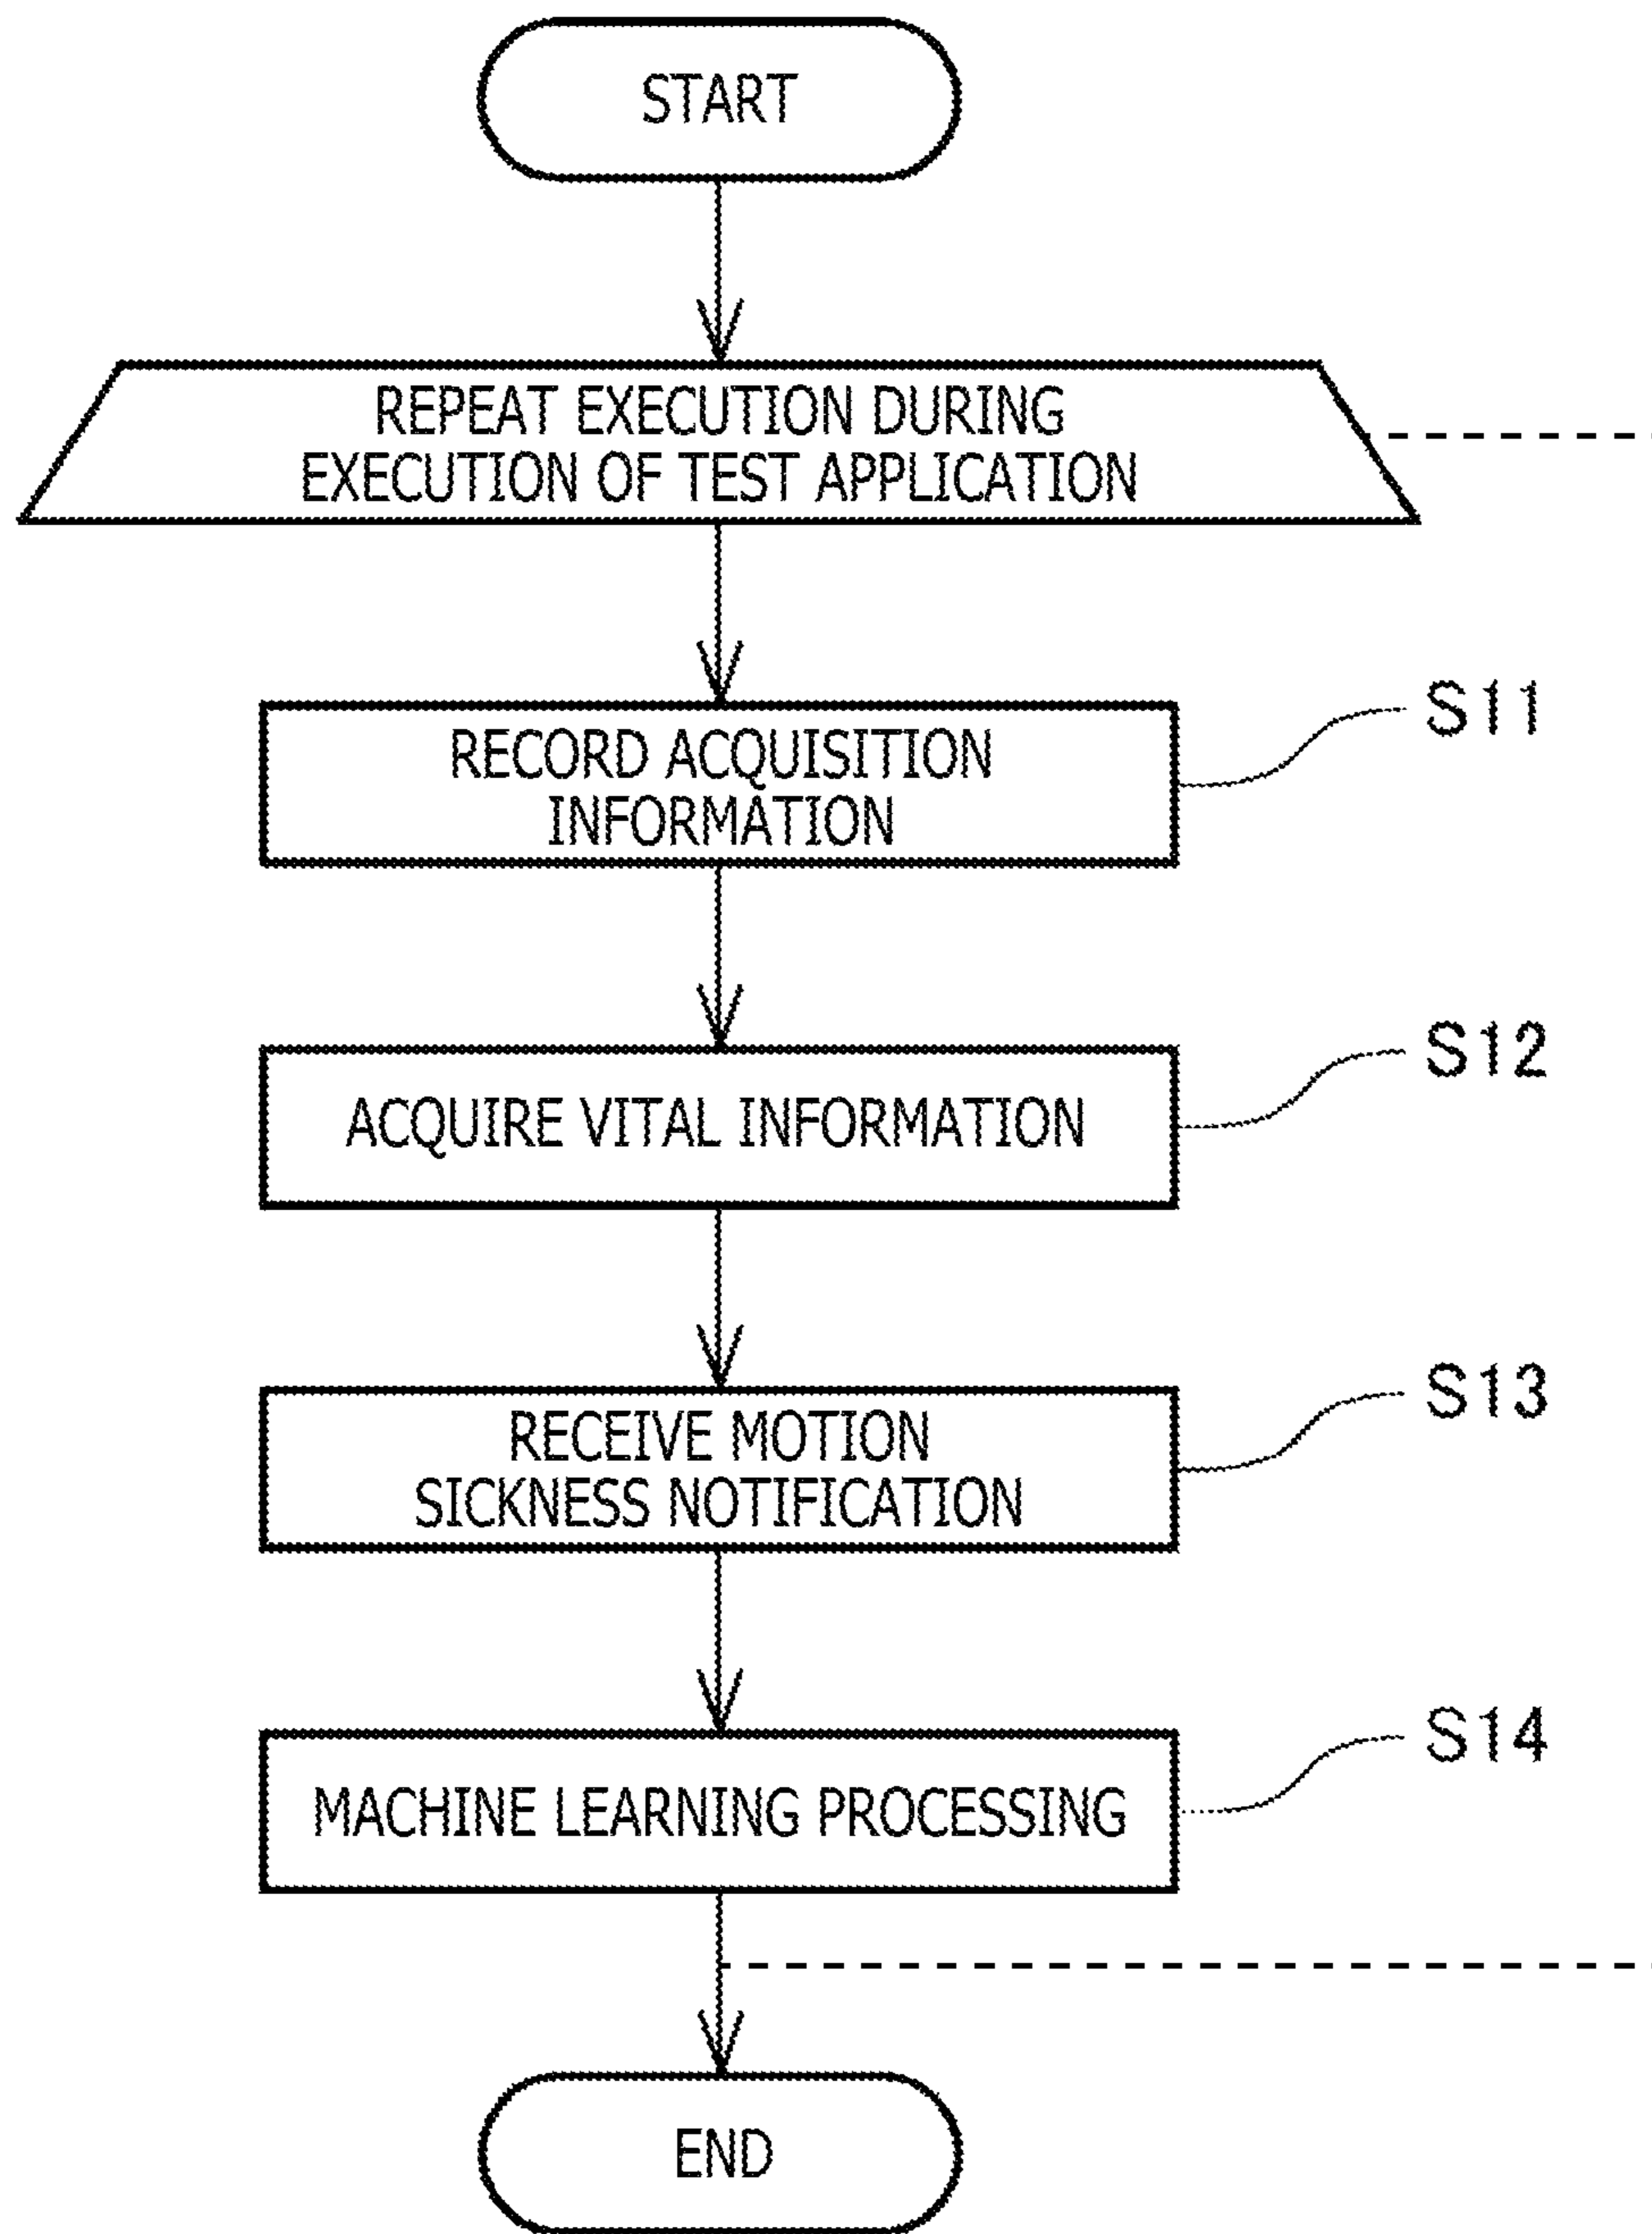 START
REPEAT EXECUTION DURING
EXECUTION OF TEST APPLICATION
RECORD ACQUISITION
INFORMATION
S11
ACQUIRE VITAL INFORMATION
S12
RECEIVE MOTION
SICKNESS NOTIFICATION
S13
MACHINE LEARNING PROCESSING
S14
END